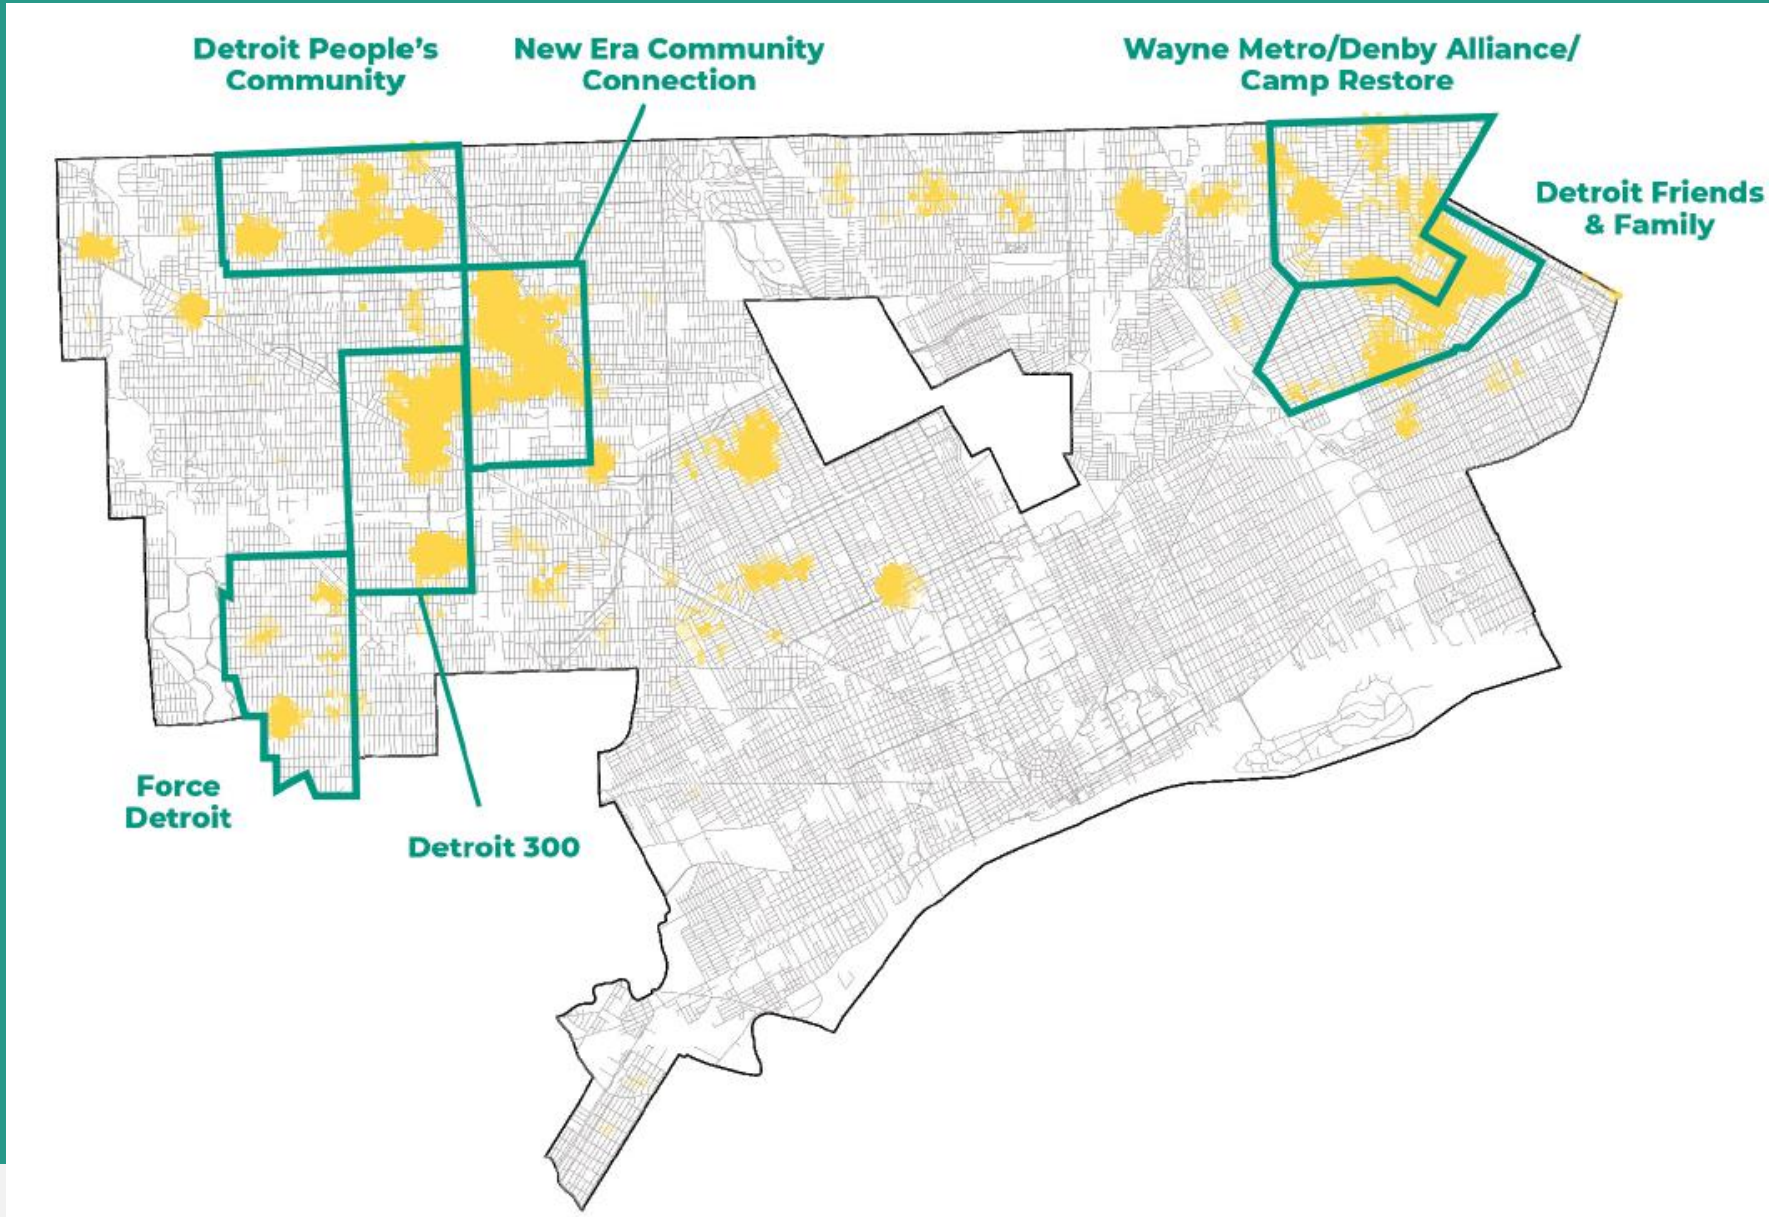 Detroit People's
Community
New Era Community
Connection
Wayne Metro/Denby Alliance/
Camp Restore
Detroit Friends
& Family
Force
Detroit
Detroit 300